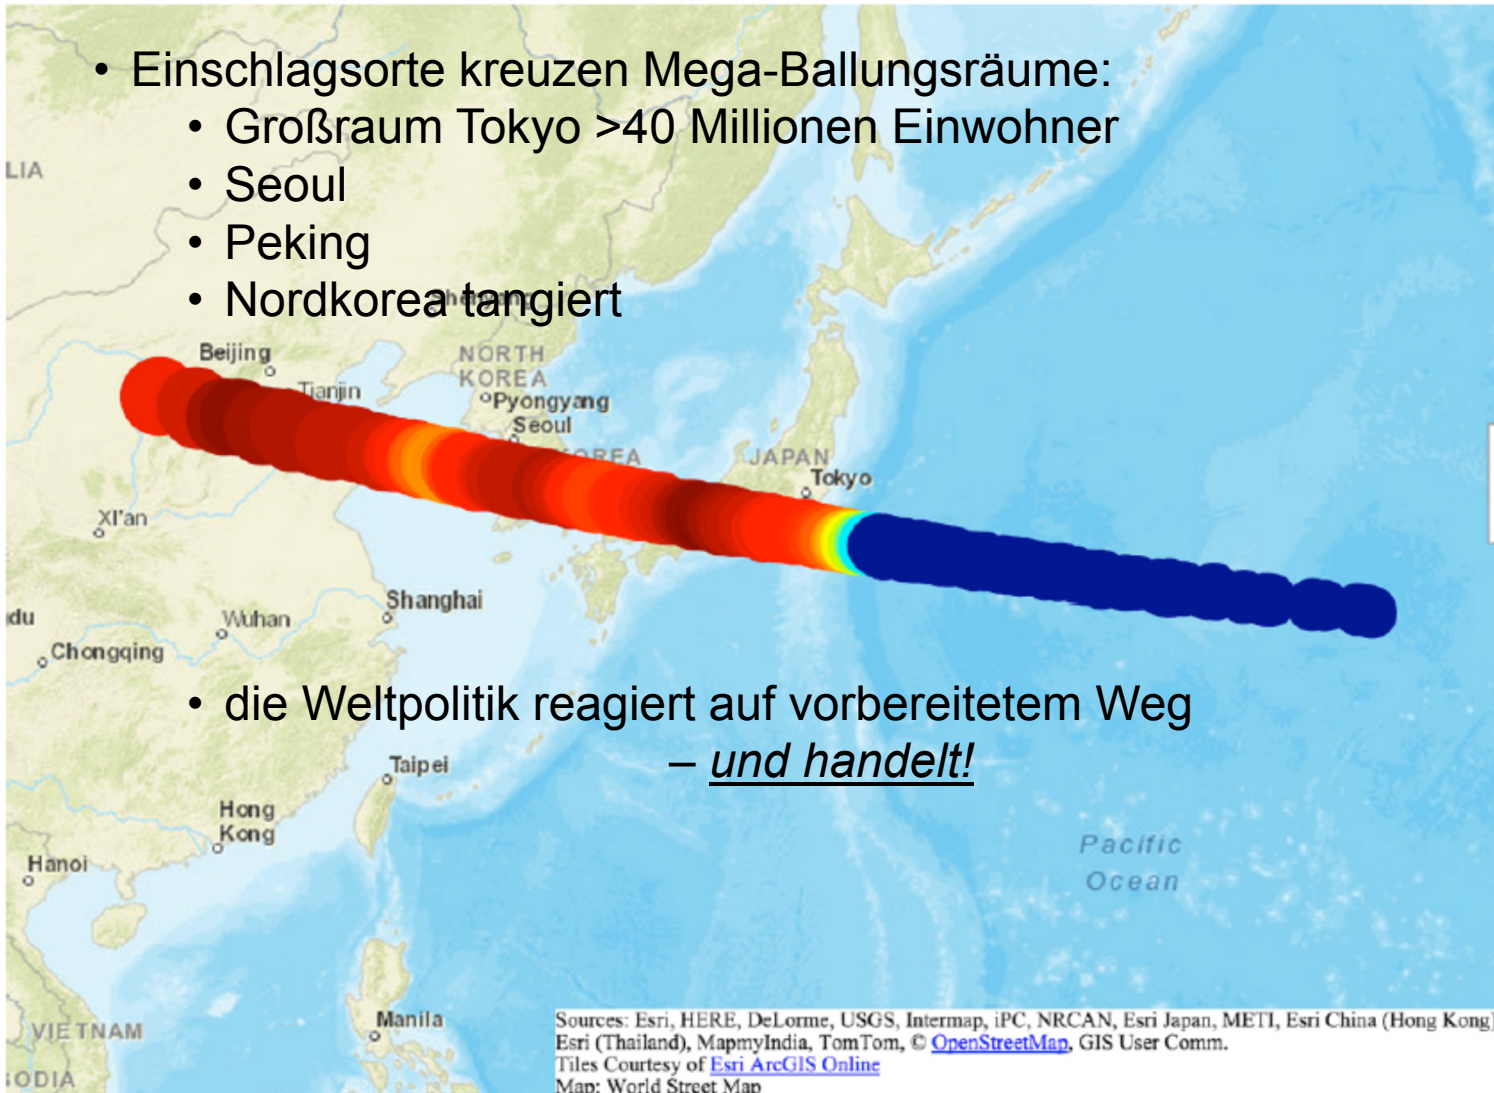 • Einschlagsorte kreuzen Mega-Ballungsräume:
• Großraum Tokyo >40 Millionen Einwohner
• Seoul
• Peking
• Nordkorea tangiert
LIA
Shenyang
Beijing
Tianjin
NORTH
KOREA
Pyongyang
Seoul
KOREA
JAPAN
Tokyo
XI'an
Shanghai
Wuhan
du
Chongqing
• die Weltpolitik reagiert auf vorbereitetem Weg
– und handelt!
Taipei
Hong
Kong
Hanoi
Pacific
Ocean
Manila
VIETNAM
ODIA
Sources: Esri, HERE, DeLorme, USGS, Intermap, iPC, NRCAN, Esri Japan, METI, Esri China (Hong Kong)
Esri (Thailand), MapmyIndia, TomTom, © OpenStreetMap, GIS User Comm.
Tiles Courtesy of Esri ArcGIS Online
Map: World Street Map